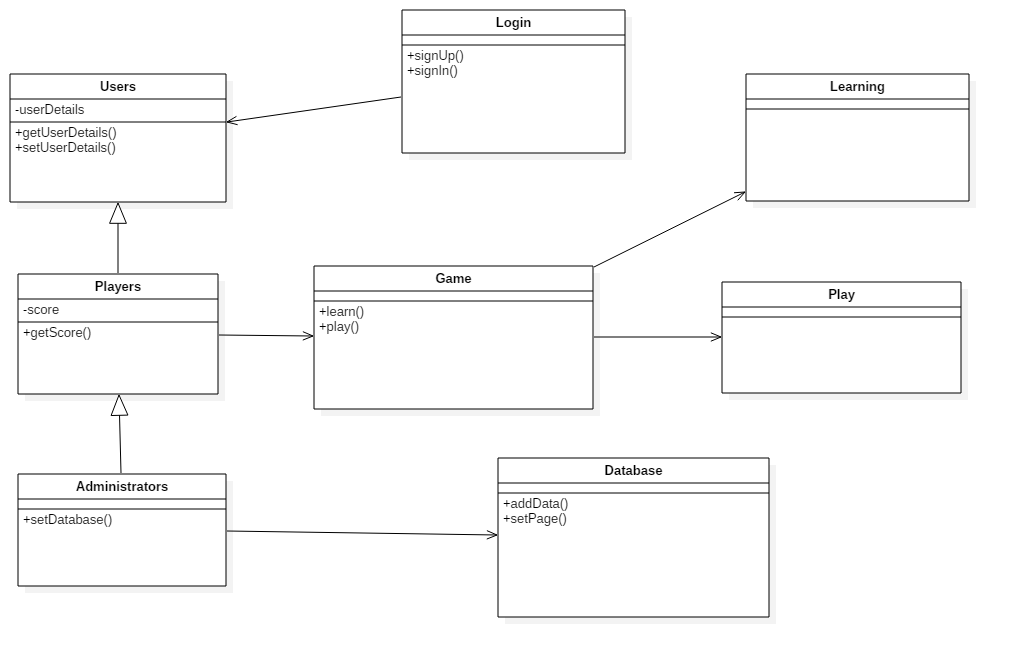 Login
+signUp()
+signIn()
Users
-userDetails
+getUserDetails()
+setUserDetails()
Learning
Players
-score
+getScore()
Game
+learn()
+play()
Play
Administrators
+setDatabase()
Database
+addData()
+setPage()